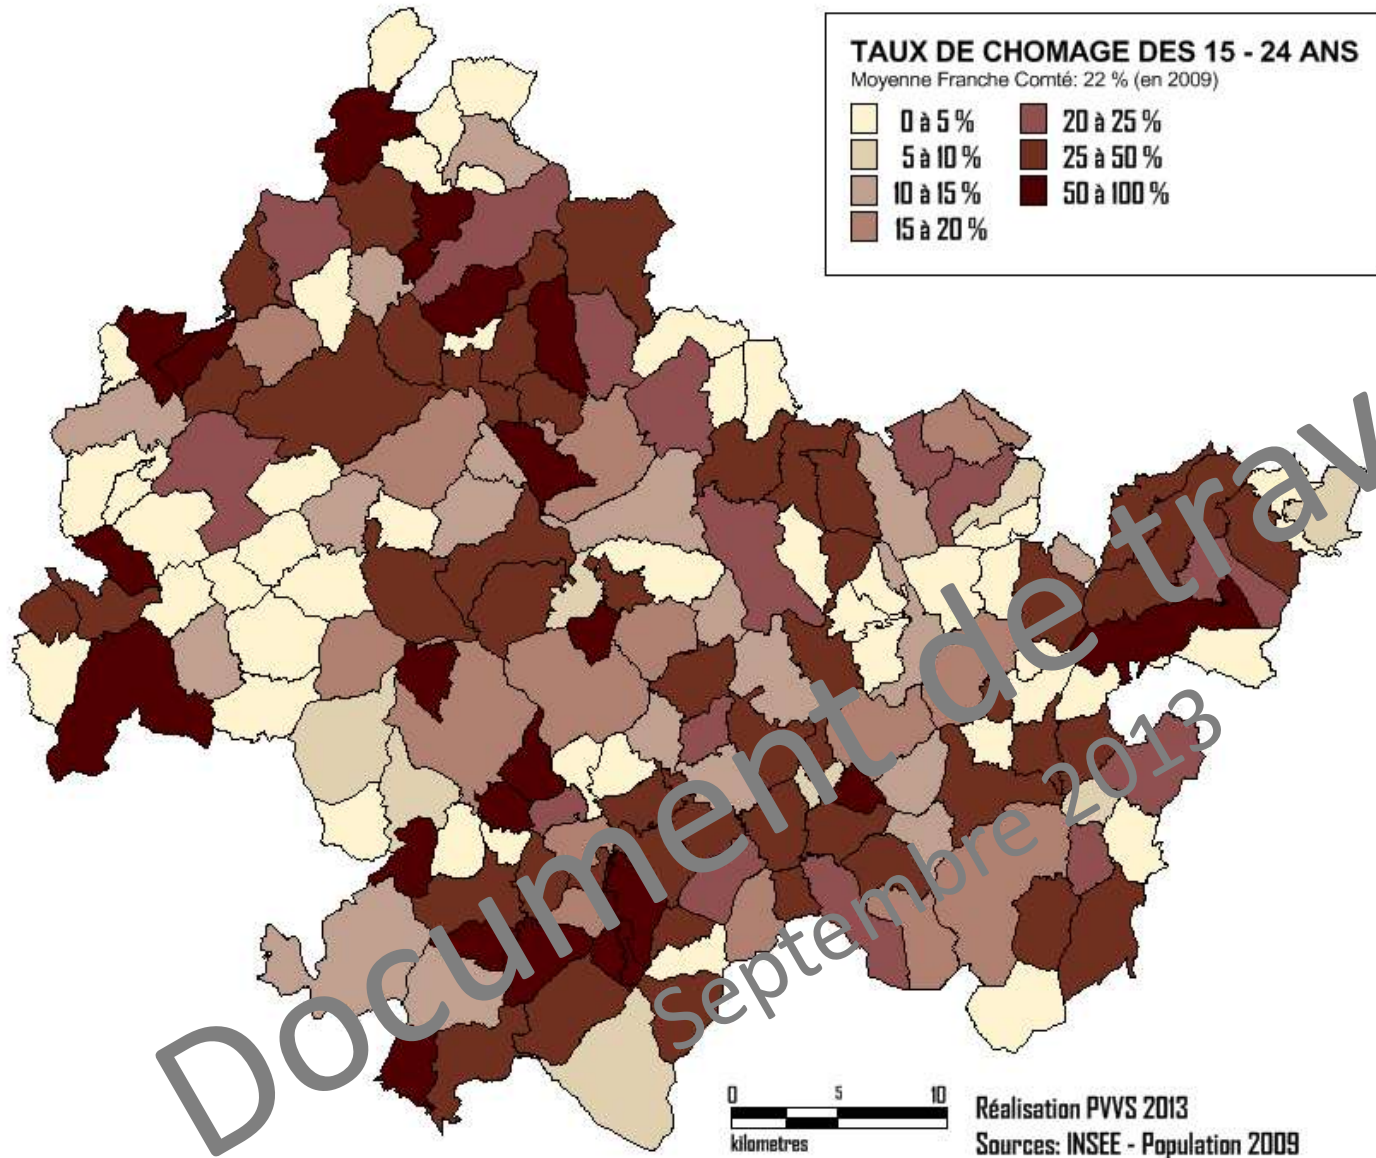 TAUX DE CHOMAGE DES 15 - 24 ANS
Moyenne Franche Comté: 22 % (en 2009)
0 à 5 %
5 à 10 %
10 à 15 %
15 à 20 %
20 à 25 %
25 à 50 %
50 à 100 %
Document de trav
Septembre 2013
0 5 10
kilometres
Réalisation PVVS 2013
Sources: INSEE - Population 2009